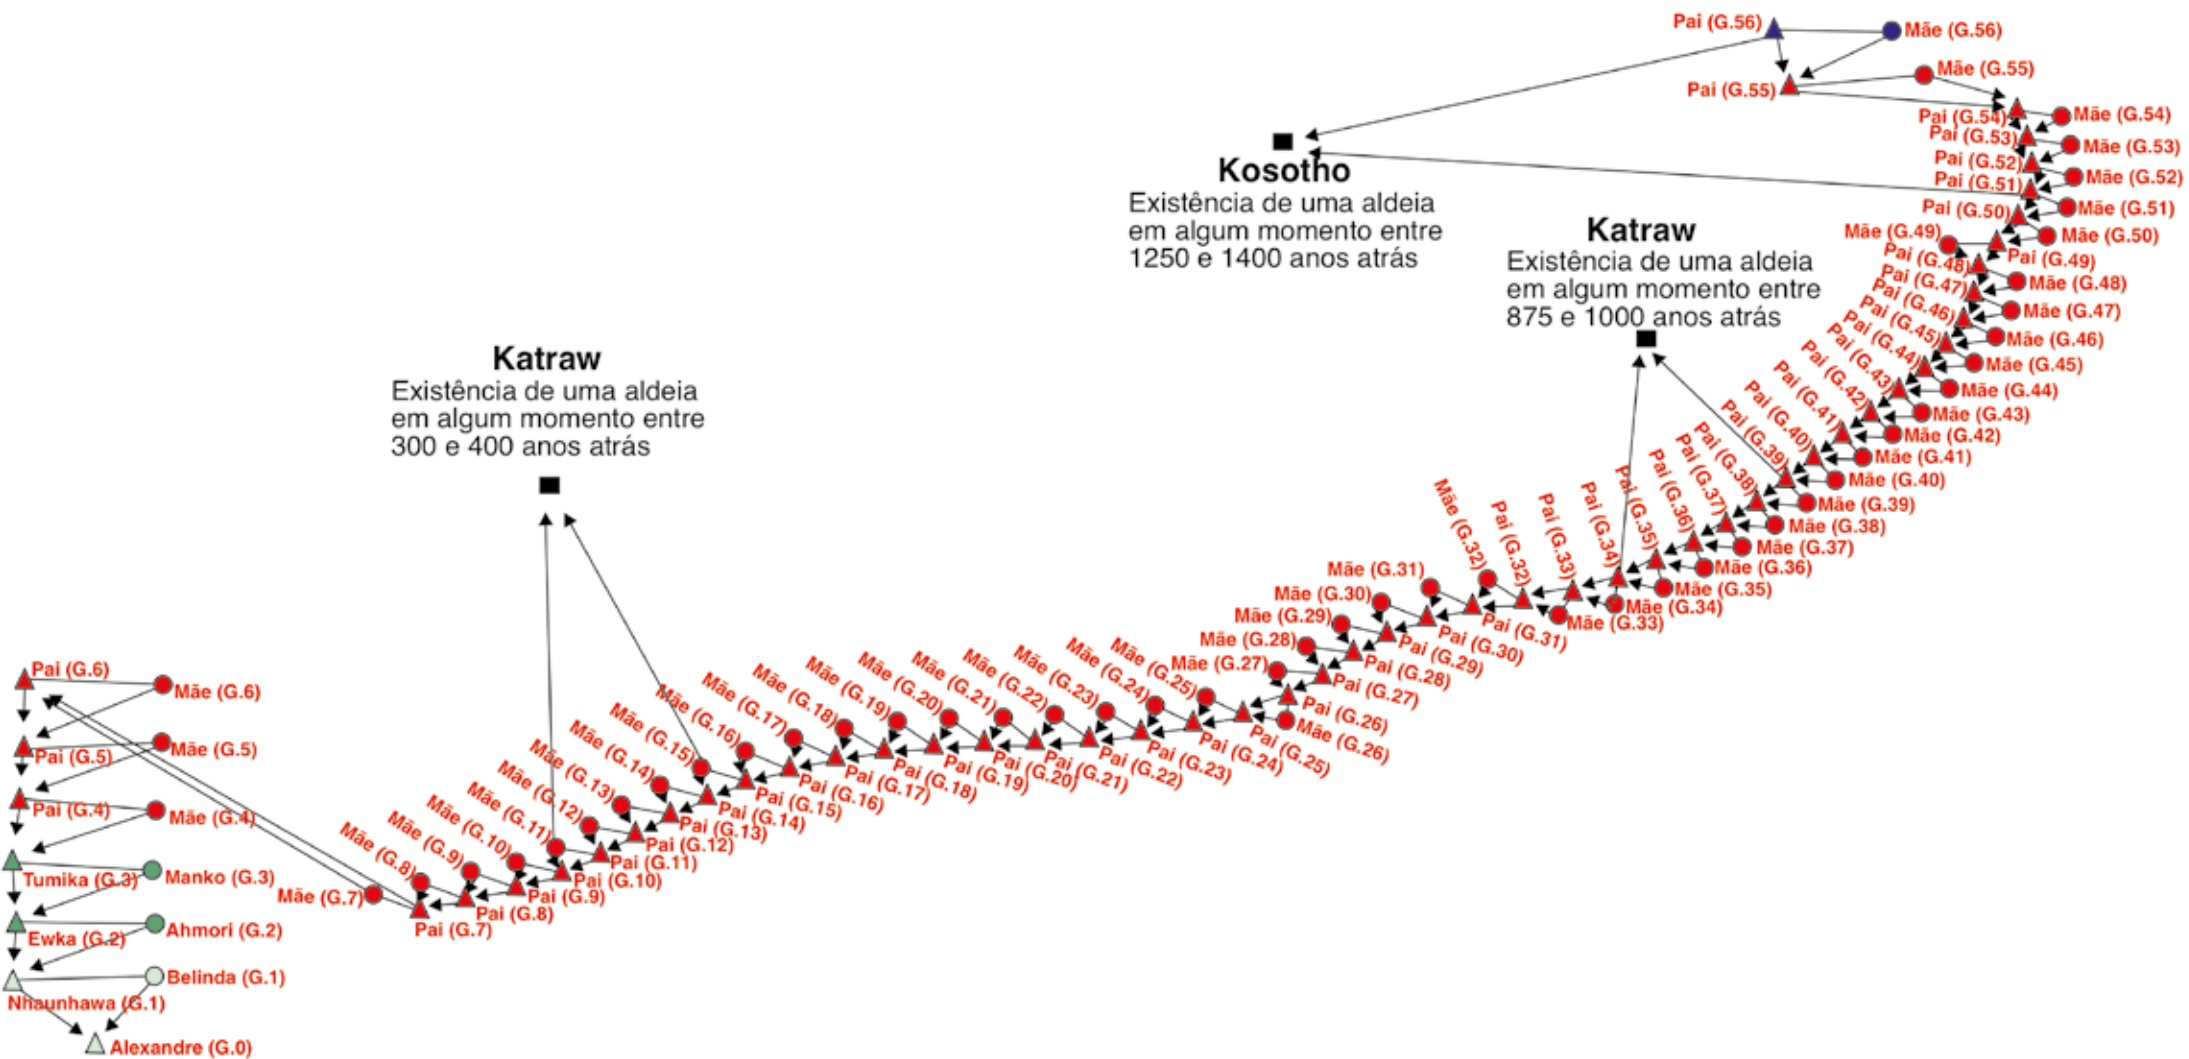 Pai (G.56)
Mãe (G.56)
Pai (G.55)
Mãe (G.55)
Pai (G.54)
Mãe (G.54)
Pai (G.53)
Mãe (G.53)
Pai (G.52)
Mãe (G.52)
Pai (G.51)
Mãe (G.51)
Pai (G.50)
Mãe (G.50)
Mãe (G.49)
Pai (G.49)
Pai (G.48)
Mãe (G.48)
Pai (G.47)
Mãe (G.47)
Pai (G.46)
Mãe (G.46)
Pai (G.45)
Mãe (G.45)
Pai (G.44)
Mãe (G.44)
Pai (G.43)
Mãe (G.43)
Pai (G.42)
Mãe (G.42)
Pai (G.41)
Mãe (G.41)
Pai (G.40)
Mãe (G.40)
Pai (G.39)
Mãe (G.39)
Pai (G.38)
Mãe (G.38)
Pai (G.37)
Mãe (G.37)
Pai (G.36)
Mãe (G.36)
Pai (G.35)
Mãe (G.35)
Pai (G.34)
Mãe (G.34)
Pai (G.33)
Mãe (G.33)
Kosotho
Existência de uma aldeia
em algum momento entre
1250 e 1400 anos atrás
Katraw
Existência de uma aldeia
em algum momento entre
875 e 1000 anos atrás
Katraw
Existência de uma aldeia
em algum momento entre
300 e 400 anos atrás
Pai (G.32)
Mãe (G.32)
Mãe (G.31)
Pai (G.31)
Mãe (G.30)
Pai (G.30)
Mãe (G.29)
Pai (G.29)
Mãe (G.28)
Pai (G.28)
Mãe (G.27)
Pai (G.27)
Pai (G.26)
Mãe (G.26)
Mãe (G.25)
Pai (G.25)
Mãe (G.24)
Pai (G.24)
Mãe (G.23)
Pai (G.23)
Mãe (G.22)
Pai (G.22)
Mãe (G.21)
Pai (G.21)
Mãe (G.20)
Pai (G.20)
Mãe (G.19)
Pai (G.19)
Mãe (G.18)
Pai (G.18)
Mãe (G.17)
Pai (G.17)
Mãe (G.16)
Pai (G.16)
Mãe (G.15)
Pai (G.15)
Mãe (G.14)
Pai (G.14)
Mãe (G.13)
Pai (G.13)
Mãe (G.12)
Pai (G.12)
Mãe (G.11)
Pai (G.11)
Mãe (G.10)
Pai (G.10)
Mãe (G.9)
Pai (G.9)
Mãe (G.8)
Pai (G.8)
Mãe (G.7)
Pai (G.7)
Pai (G.6)
Mãe (G.6)
Pai (G.5)
Mãe (G.5)
Pai (G.4)
Mãe (G.4)
Tumika (G.3)
Manko (G.3)
Ewka (G.2)
Ahmori (G.2)
Belinda (G.1)
Nhaunhawa (G.1)
Alexandre (G.0)